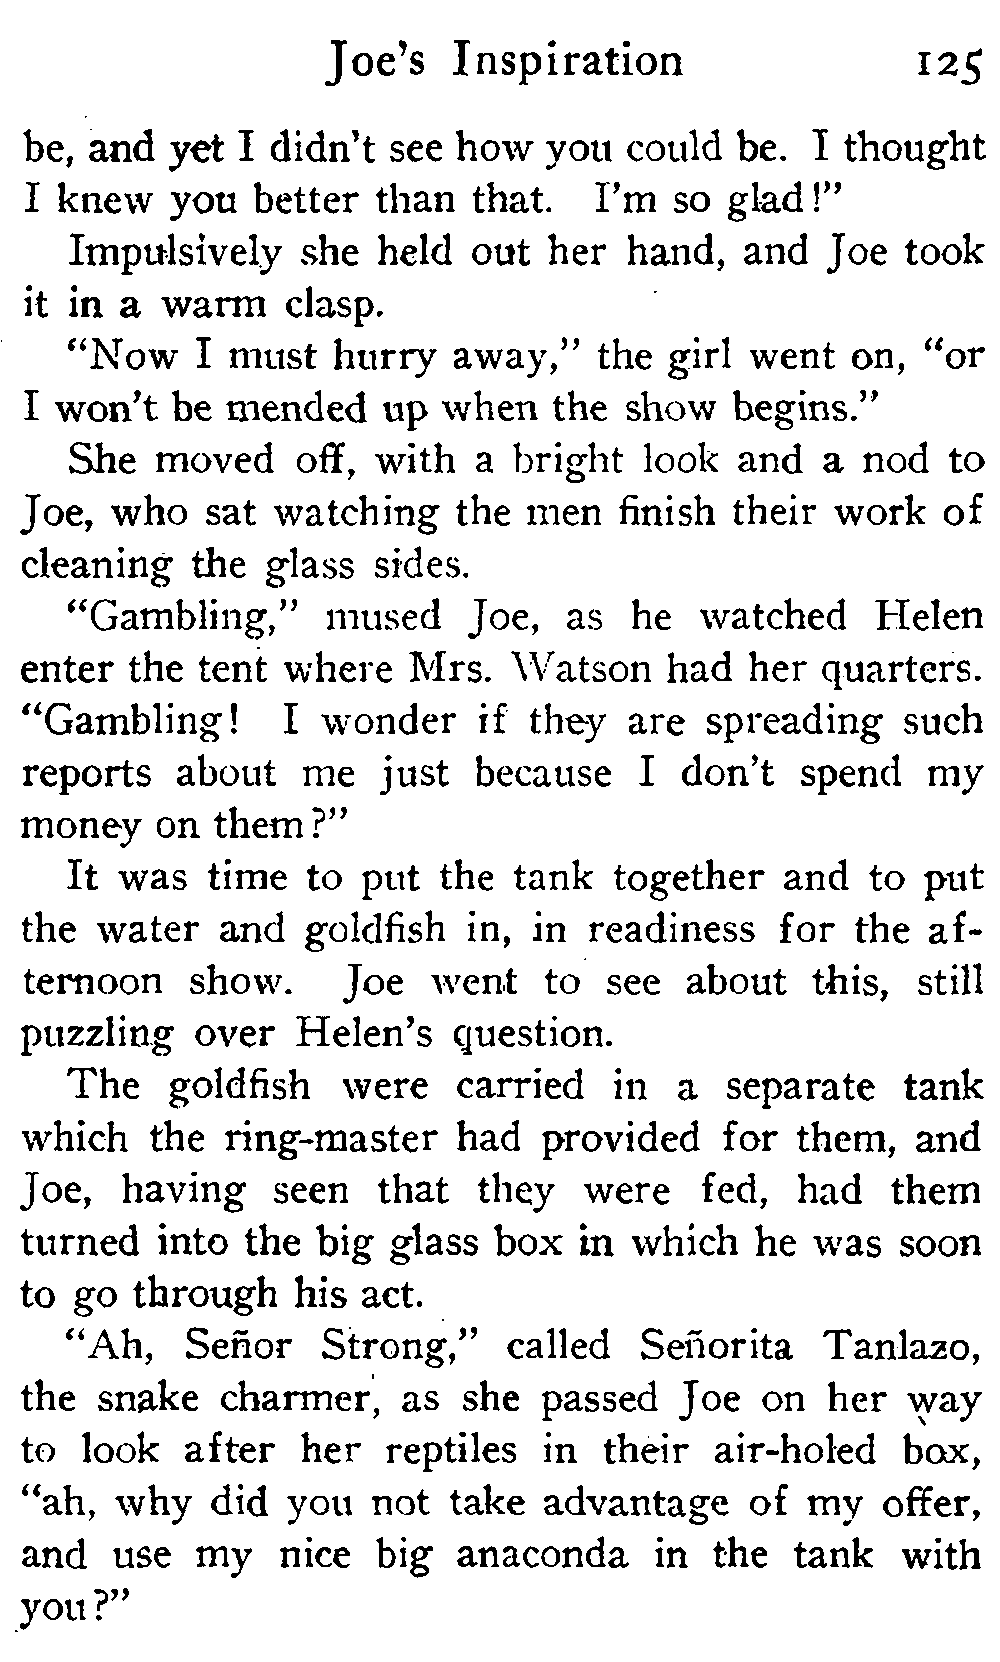 Joe's Inspiration 125
be, and yet I didn't see how you could be. I thought
I knew you better than that. I'm so glad!"
Impulsively she held out her hand, and Joe took
it in a warm clasp.
"Now I must hurry away," the girl went on, "or
I won't be mended up when the show begins."
She moved off, with a bright look and a nod to
Joe, who sat watching the men finish their work of
cleaning the glass sides.
"Gambling," mused Joe, as he watched Helen
enter the tent where Mrs. Watson had her quarters.
"Gambling! I wonder if they are spreading such
reports about me just because I don't spend my
money on them?"
It was time to put the tank together and to put
the water and goldfish in, in readiness for the af-
ternoon show. Joe went to see about this, still
puzzling over Helen's question.
The goldfish were carried in a separate tank
which the ring-master had provided for them, and
Joe, having seen that they were fed, had them
turned into the big glass box in which he was soon
to go through his act.
"Ah, Señor Strong," called Señorita Tanlazo,
the snake charmer, as she passed Joe on her way
to look after her reptiles in their air-holed box,
"ah, why did you not take advantage of my offer,
and use my nice big anaconda in the tank with
you?"